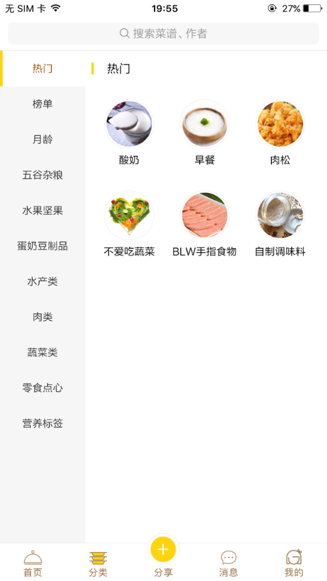 无 SIM 卡 19:55 27%
搜索菜谱、作者
热门
榜单
月龄
五谷杂粮
水果坚果
蛋奶豆制品
水产类
肉类
蔬菜类
零食点心
营养标签
热门
酸奶 早餐 肉松
不爱吃蔬菜 BLW手指食物 自制调味料
首页 分类 分享 消息 我的